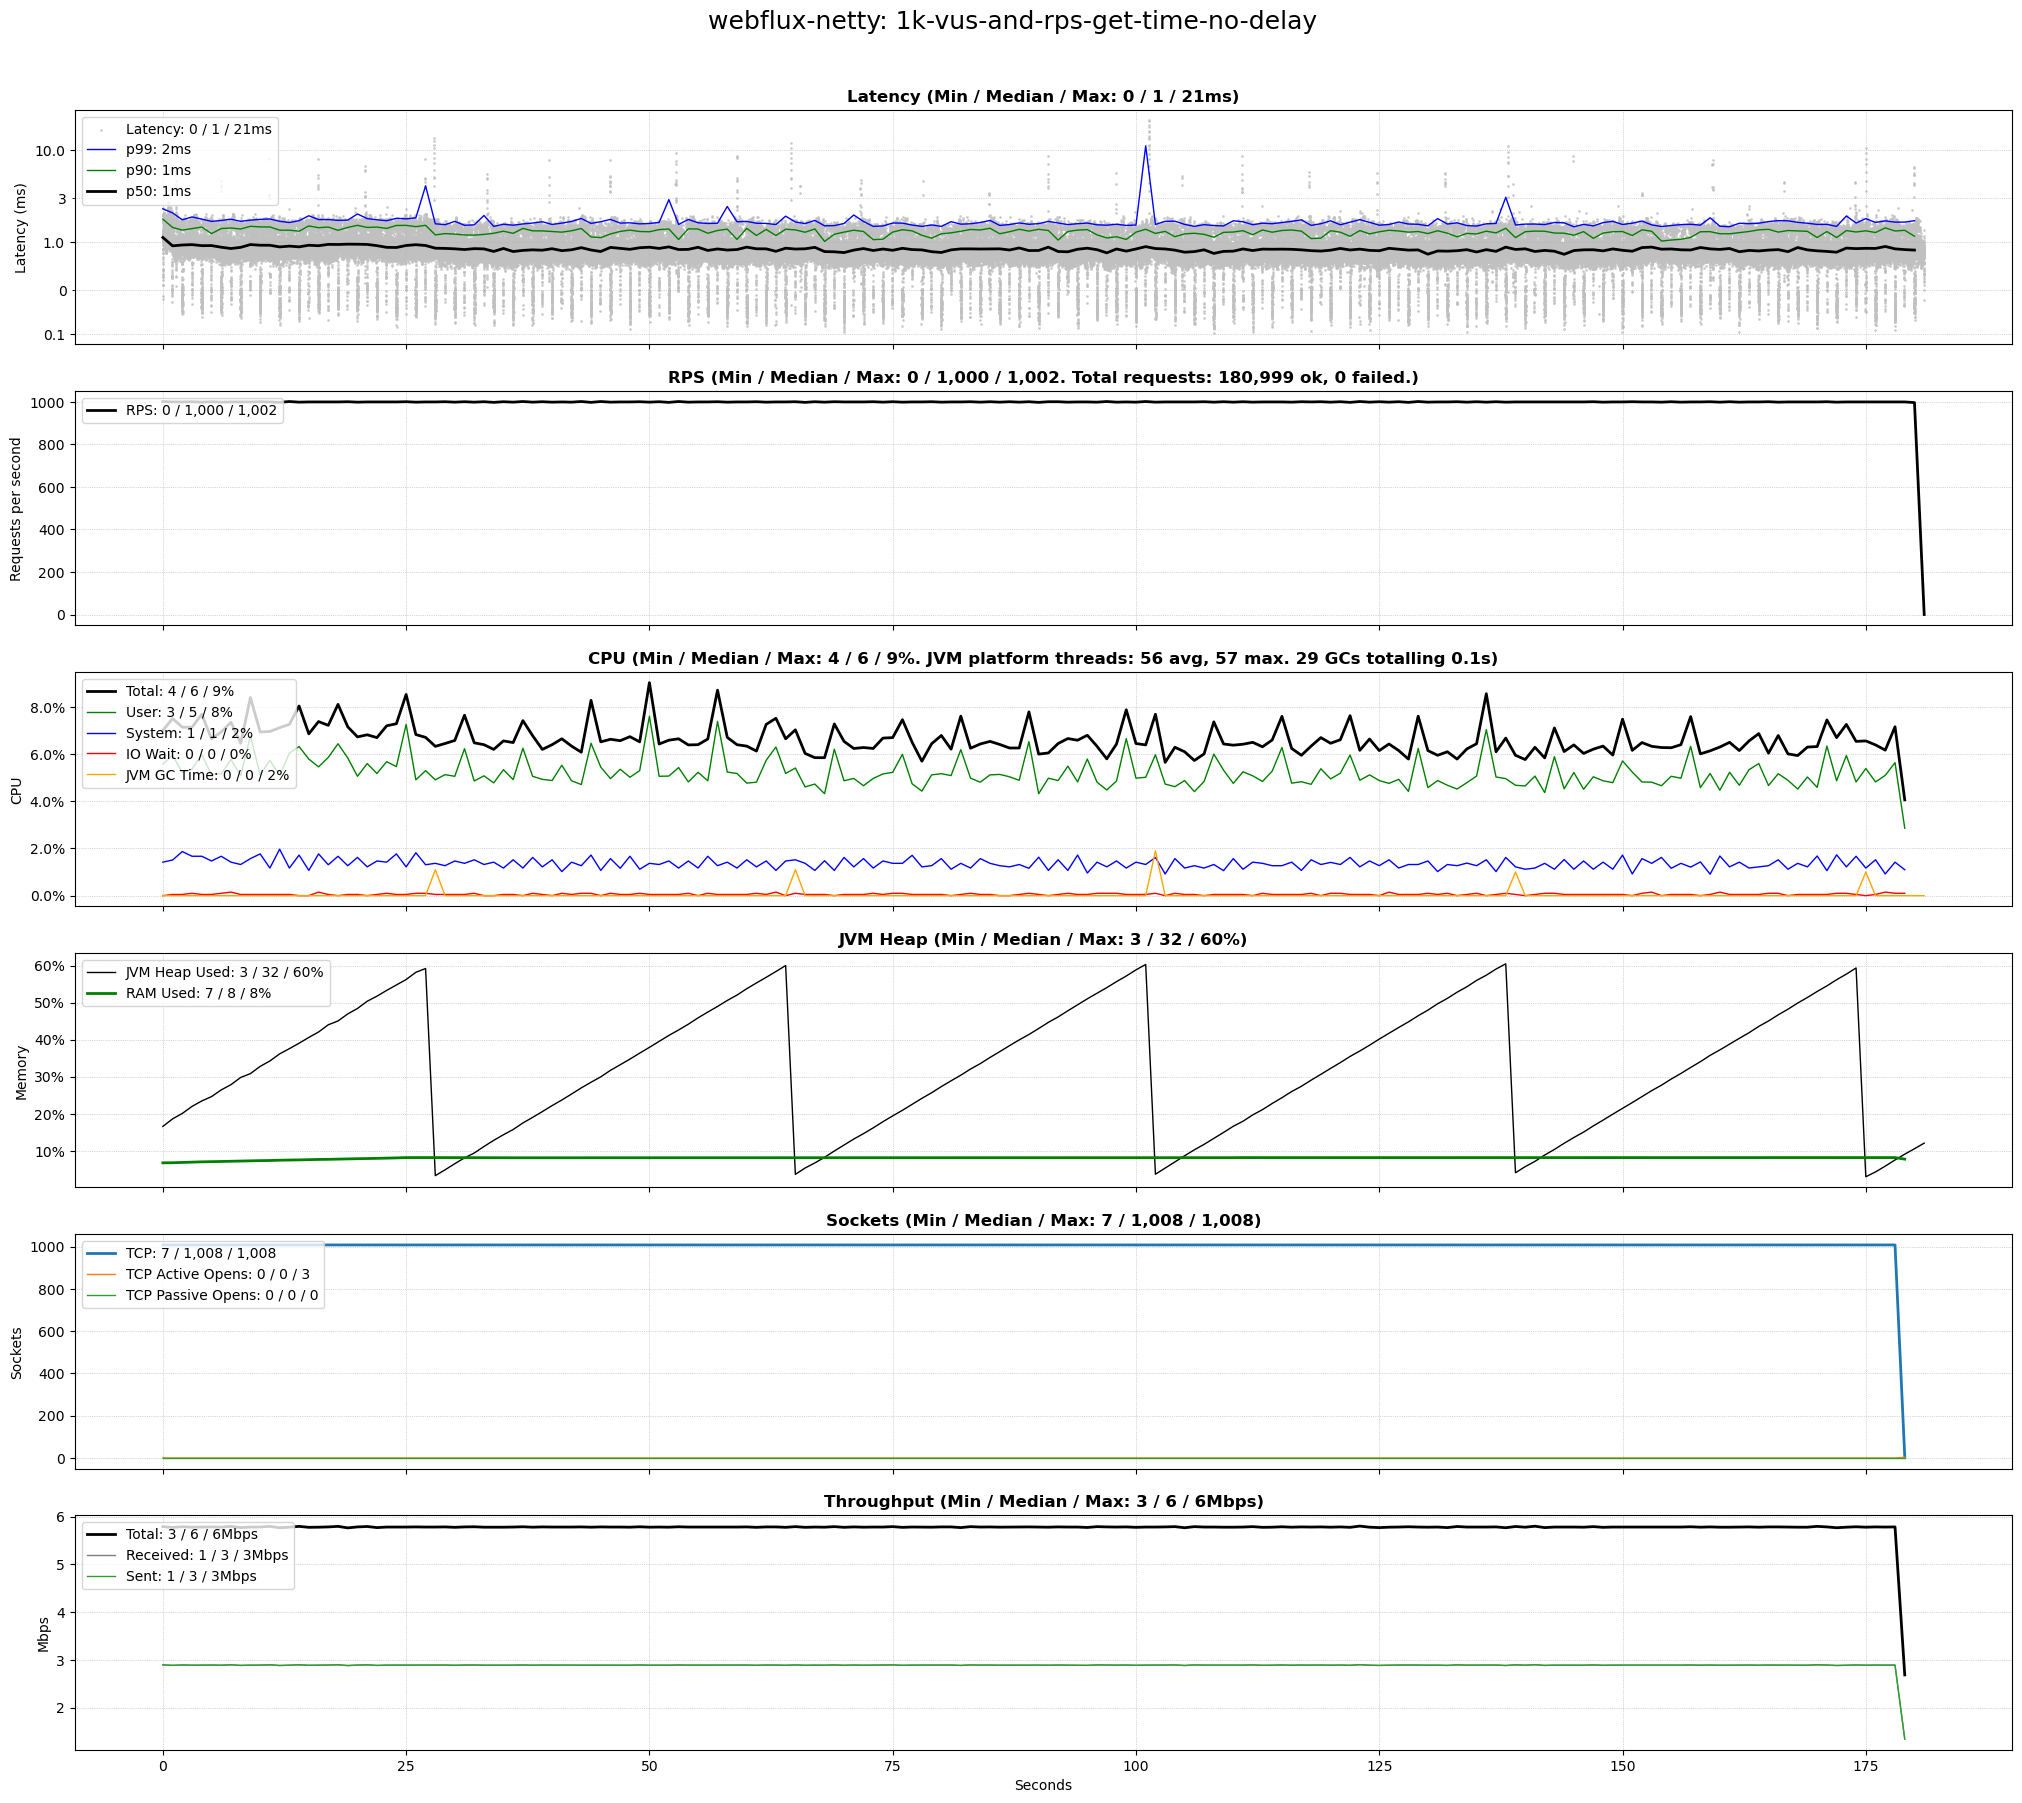 webflux-netty: 1k-vus-and-rps-get-time-no-delay
Latency (Min / Median / Max: 0 / 1 / 21ms)
Latency: 0 / 1 / 21ms
p99: 2ms
p90: 1ms
p50: 1ms
Latency (ms)
10.0
3
1.0
0
0.1
RPS (Min / Median / Max: 0 / 1,000 / 1,002. Total requests: 180,999 ok, 0 failed.)
RPS: 0 / 1,000 / 1,002
Requests per second
1000
800
600
400
200
0
CPU (Min / Median / Max: 4 / 6 / 9%. JVM platform threads: 56 avg, 57 max. 29 GCs totalling 0.1s)
Total: 4 / 6 / 9%
User: 3 / 5 / 8%
System: 1 / 1 / 2%
IO Wait: 0 / 0 / 0%
JVM GC Time: 0 / 0 / 2%
CPU
8.0%
6.0%
4.0%
2.0%
0.0%
JVM Heap (Min / Median / Max: 3 / 32 / 60%)
JVM Heap Used: 3 / 32 / 60%
RAM Used: 7 / 8 / 8%
Memory
60%
50%
40%
30%
20%
10%
Sockets (Min / Median / Max: 7 / 1,008 / 1,008)
TCP: 7 / 1,008 / 1,008
TCP Active Opens: 0 / 0 / 3
TCP Passive Opens: 0 / 0 / 0
Sockets
1000
800
600
400
200
0
Throughput (Min / Median / Max: 3 / 6 / 6Mbps)
Total: 3 / 6 / 6Mbps
Received: 1 / 3 / 3Mbps
Sent: 1 / 3 / 3Mbps
Mbps
6
5
4
3
2
0 25 50 75 100 125 150 175
Seconds